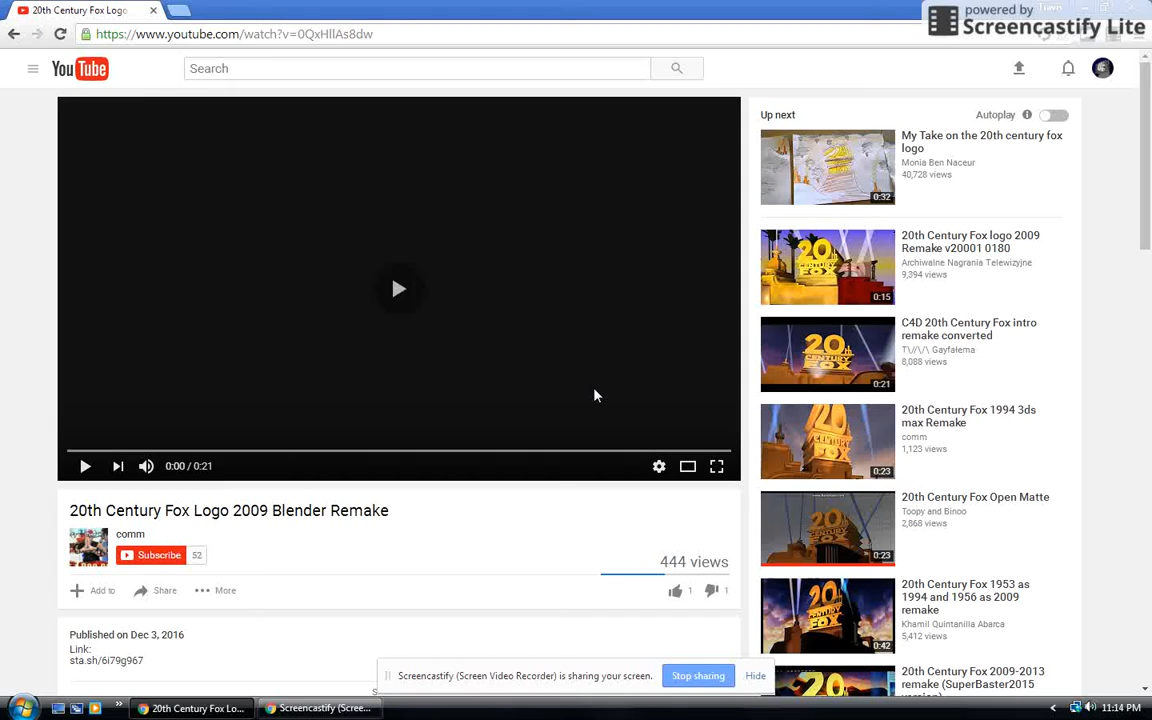 20th Century Fox Logo
powered by
Screencastify Lite
https://www.youtube.com/watch?v=0QxHllAs8dw
YouTube
Search
0:00 / 0:21
20th Century Fox Logo 2009 Blender Remake
comm
Subscribe 52
444 views
Add to Share More 1 1
Published on Dec 3, 2016
Link:
sta.sh/6i79g967
Up next Autoplay
My Take on the 20th century fox
logo
Monia Ben Naceur
40,728 views
0:32
20th Century Fox logo 2009
Remake v20001 0180
Archiwalne Nagrania Telewizyjne
9,394 views
0:15
C4D 20th Century Fox intro
remake converted
T\//\/\ Gayfałema
8,088 views
0:21
20th Century Fox 1994 3ds
max Remake
comm
1,123 views
0:23
20th Century Fox Open Matte
Toopy and Binoo
2,868 views
0:23
20th Century Fox 1953 as
1994 and 1956 as 2009
remake
Khamil Quintanilla Abarca
5,412 views
0:42
20th Century Fox 2009-2013
remake (SuperBaster2015
Screencastify (Screen Video Recorder) is sharing your screen. Stop sharing Hide
20th Century Fox Lo...
Screencastify (Scree...
11:14 PM